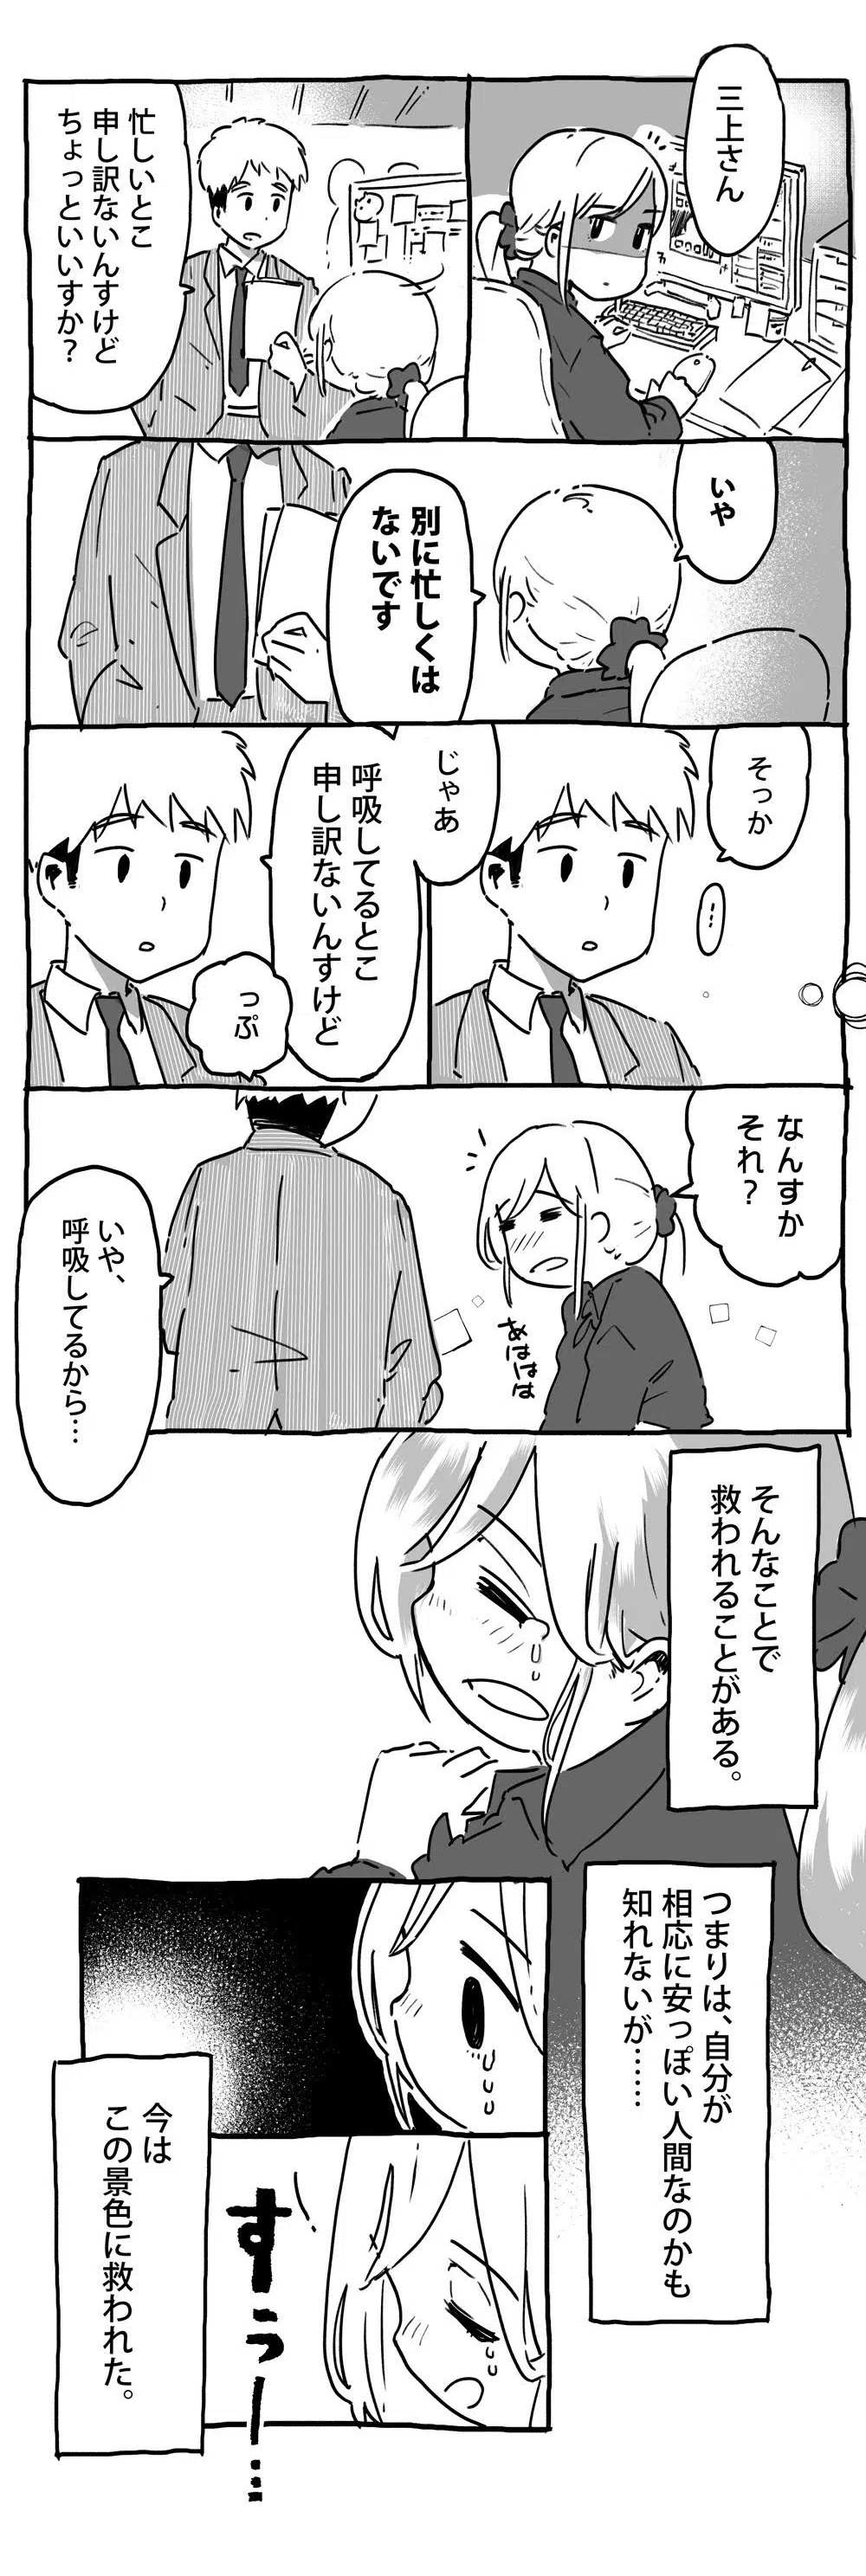 三上さん
忙しいとこ
申し訳ないんすけど
ちょっといいすか？
いや
別に忙しくは
ないです
そっか
…
じゃあ
呼吸してるとこ
申し訳ないんすけど
っぷ
なんすか
それ？
あははは
いや、
呼吸してるから…
そんなことで
救われることがある。
つまりは、自分が
相応に安っぽい人間なのかも
知れないが……
今は
この景色に救われた。
すぅー…